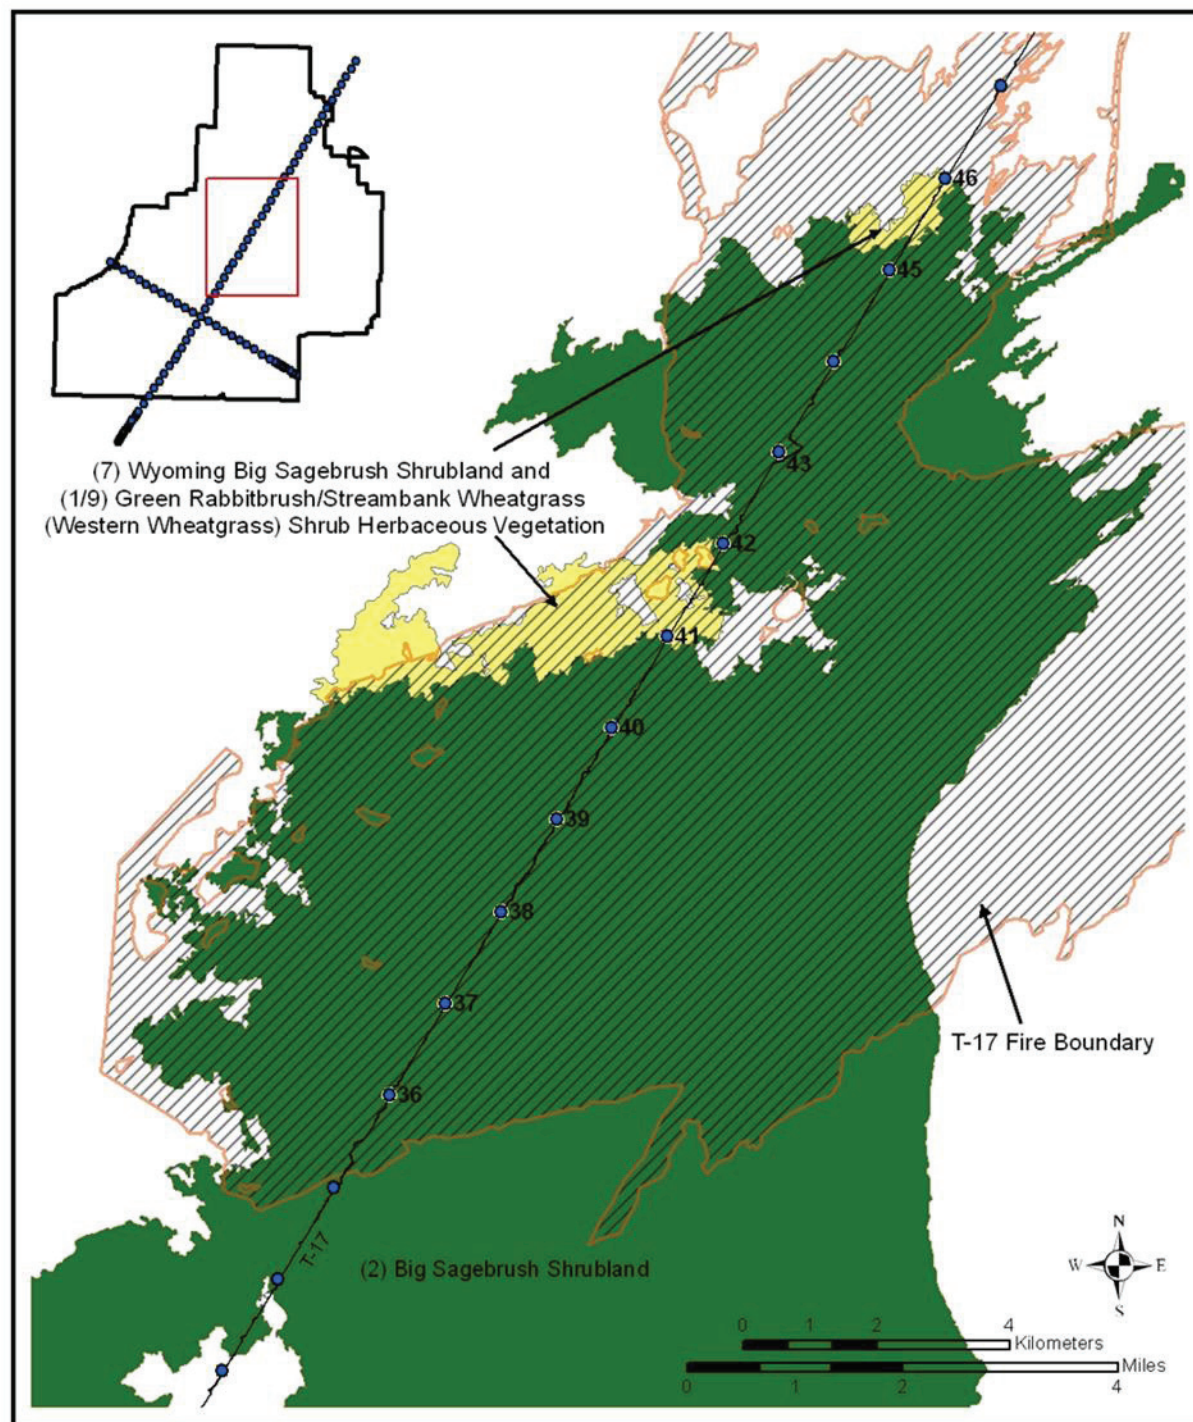 46
45
43
(7) Wyoming Big Sagebrush Shrubland and
(1/9) Green Rabbitbrush/Streambank Wheatgrass
(Western Wheatgrass) Shrub Herbaceous Vegetation
42
41
40
39
38
37
T-17 Fire Boundary
36
T-17
(2) Big Sagebrush Shrubland
N
W E
S
0 1 2 4
Kilometers
Miles
0 1 2 4